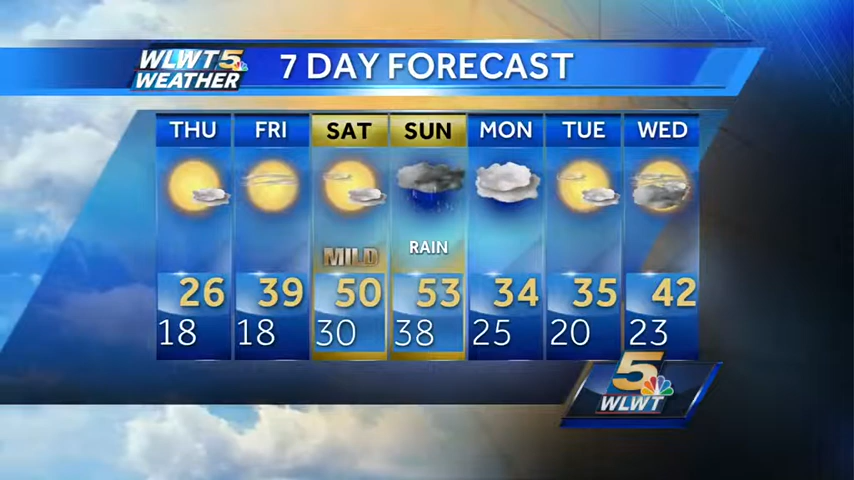 WLWT 5
WEATHER
7 DAY FORECAST
THU FRI SAT SUN MON TUE WED
MILD RAIN
26 39 50 53 34 35 42
18 18 30 38 25 20 23
5
WLWT